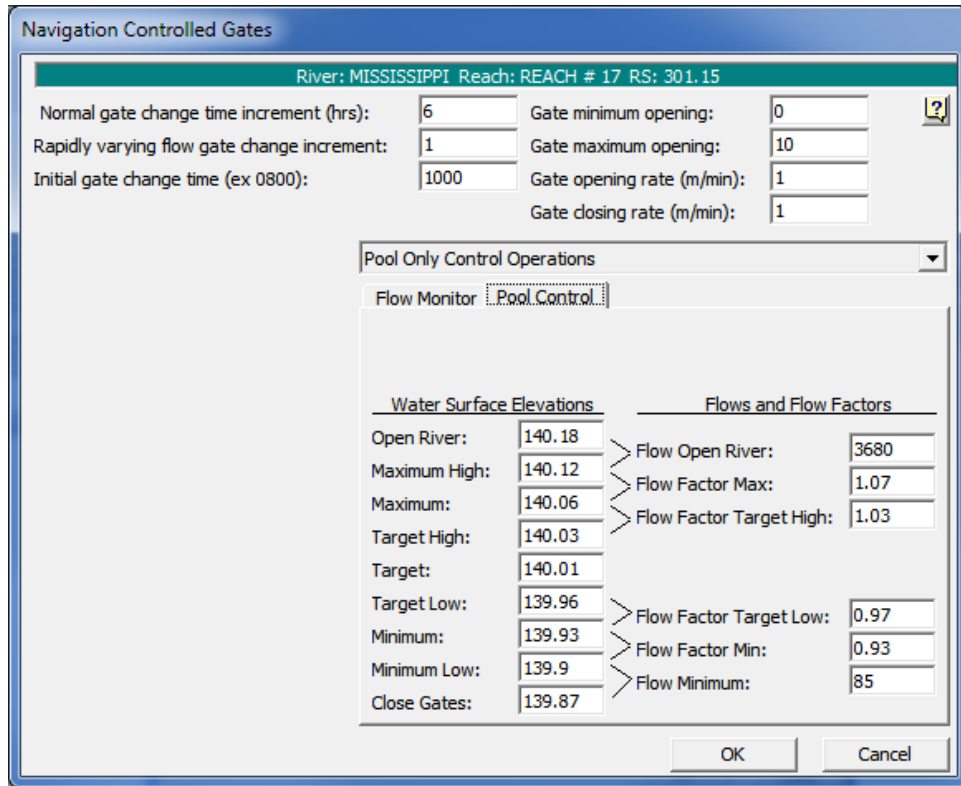 Navigation Controlled Gates
River: MISSISSIPPI Reach: REACH # 17 RS: 301.15
Normal gate change time increment (hrs): 6 Gate minimum opening: 0
Rapidly varying flow gate change increment: 1 Gate maximum opening: 10
Initial gate change time (ex 0800): 1000 Gate opening rate (m/min): 1
Gate closing rate (m/min): 1
Pool Only Control Operations
Flow Monitor Pool Control
Water Surface Elevations Flows and Flow Factors
Open River: 140.18
Flow Open River: 3680
Maximum High: 140.12
Flow Factor Max: 1.07
Maximum: 140.06
Flow Factor Target High: 1.03
Target High: 140.03
Target: 140.01
Target Low: 139.96
Flow Factor Target Low: 0.97
Minimum: 139.93
Flow Factor Min: 0.93
Minimum Low: 139.9
Flow Minimum: 85
Close Gates: 139.87
OK Cancel